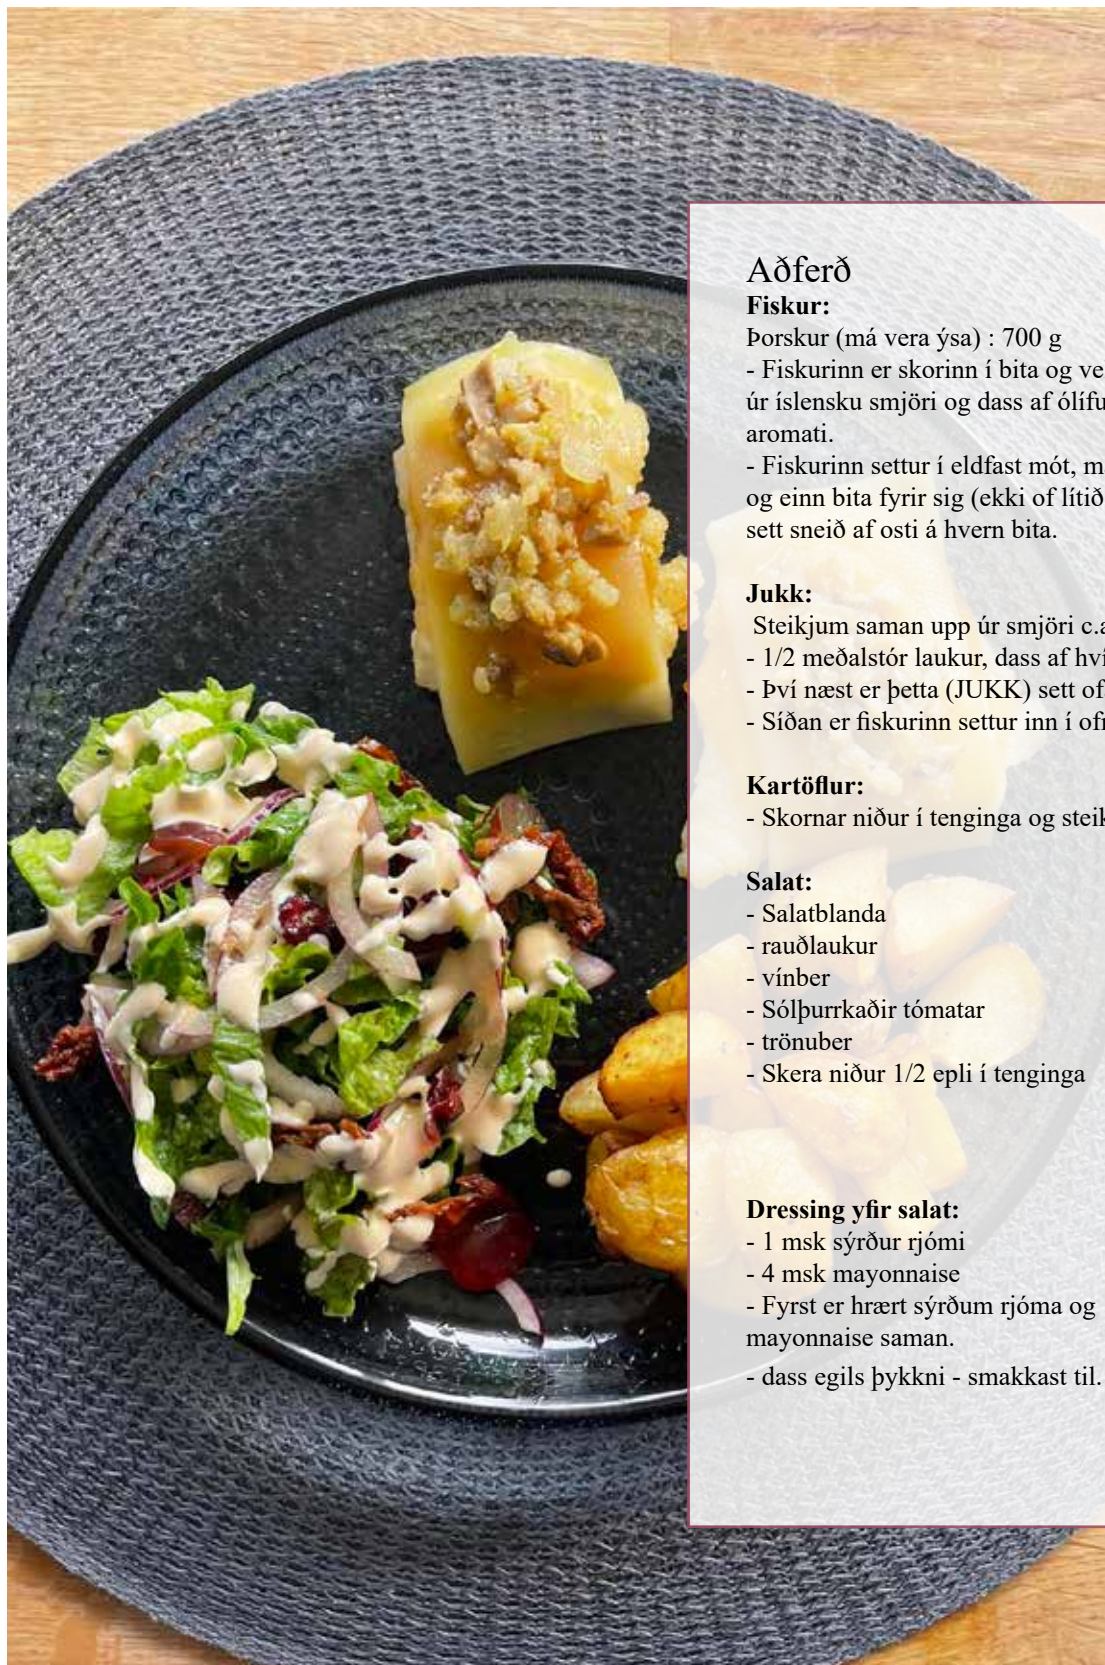 Aðferð
Fiskur:
Þorskur (má vera ýsa) : 700 g
- Fiskurinn er skorinn í bita og
úr íslensku smjöri og dass af
aromati.
- Fiskurinn settur í eldfast mót,
og einn bita fyrir sig (ekki of lítið
sett sneið af osti á hvern bita.
Jukk:
Steikjum saman upp úr smjöri
- 1/2 meðalstór laukur, dass af
- Því næst er þetta (JUKK) sett
- Síðan er fiskurinn settur inn í
Kartöflur:
- Skornar niður í tenginga og
Salat:
- Salatblanda
- rauðlaukur
- vínber
- Sólþurrkaðir tómatar
- trönuber
- Skera niður 1/2 epli í tenginga
Dressing yfir salat:
- 1 msk sýrður rjómi
- 4 msk mayonnaise
- Fyrst er hrært sýrðum rjóma og
mayonnaise saman.
- dass egils þykkni - smakkast til.